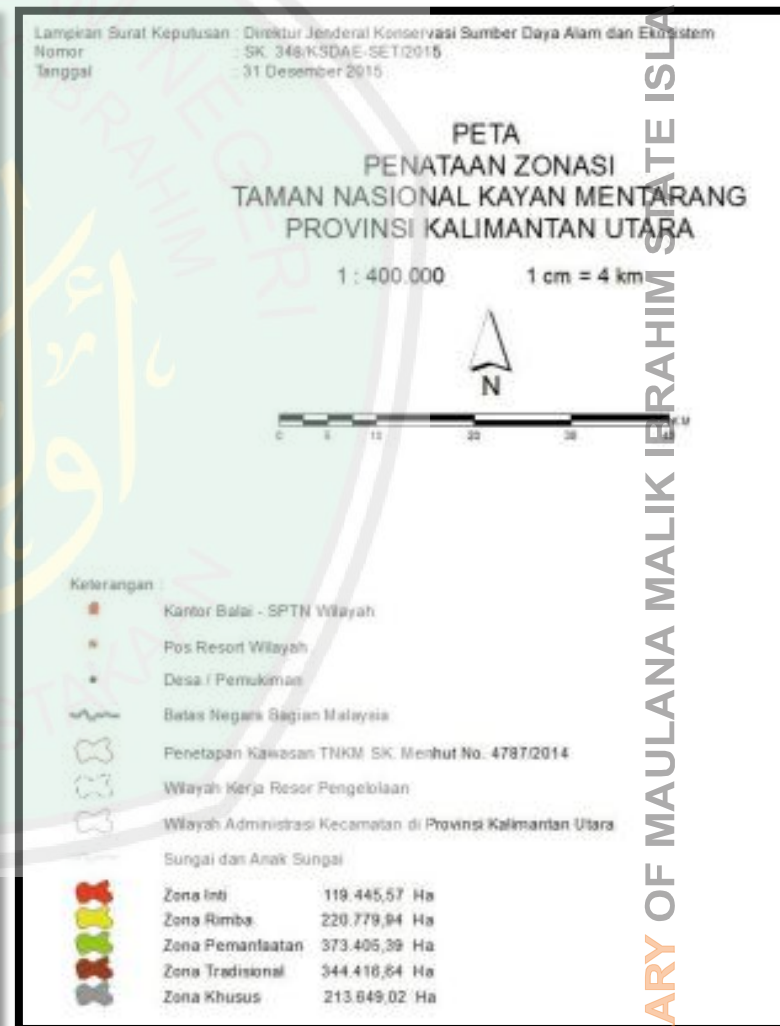 Lampiran Surat Keputusan : Direktur Jenderal Konservasi Sumber Daya Alam dan Ekosistem
Nomor : SK. 348/KSDAE-SET/2015
Tanggal : 31 Desember 2015
PETA
PENATAAN ZONASI
TAMAN NASIONAL KAYAN MENTARANG
PROVINSI KALIMANTAN UTARA
1 : 400.000 1 cm = 4 km
N
0 5 10 20 30 40 KM
Keterangan :
Kantor Balai - SPTN Wilayah
Pos Resort Wilayah
Desa / Pemukiman
Batas Negara Bagian Malaysia
Penetapan Kawasan TNKM SK. Menhut No. 4787/2014
Wilayah Kerja Resor Pengelolaan
Wilayah Administrasi Kecamatan di Provinsi Kalimantan Utara
Sungai dan Anak Sungai
Zona Inti 119.445,57 Ha
Zona Rimba 220.779,94 Ha
Zona Pemanfaatan 373.405,39 Ha
Zona Tradisional 344.416,64 Ha
Zona Khusus 213.649,02 Ha
ARY OF MAULANA MALIK IBRAHIM STATE ISLA
NEGERI
IBRAHIM
STAKAAN